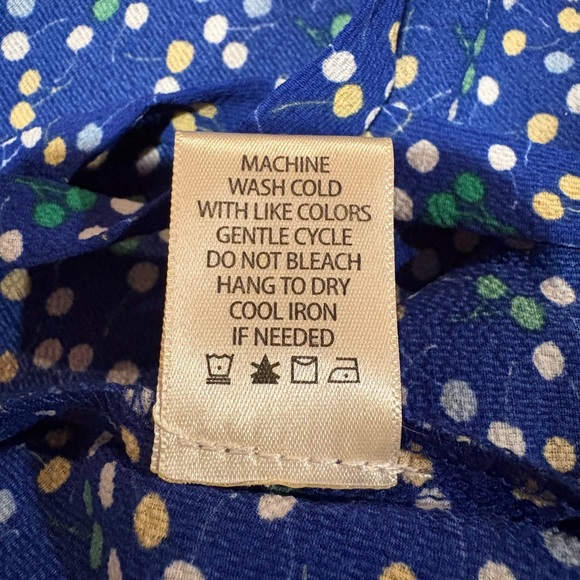 MACHINE
WASH COLD
WITH LIKE COLORS
GENTLE CYCLE
DO NOT BLEACH
HANG TO DRY
COOL IRON
IF NEEDED